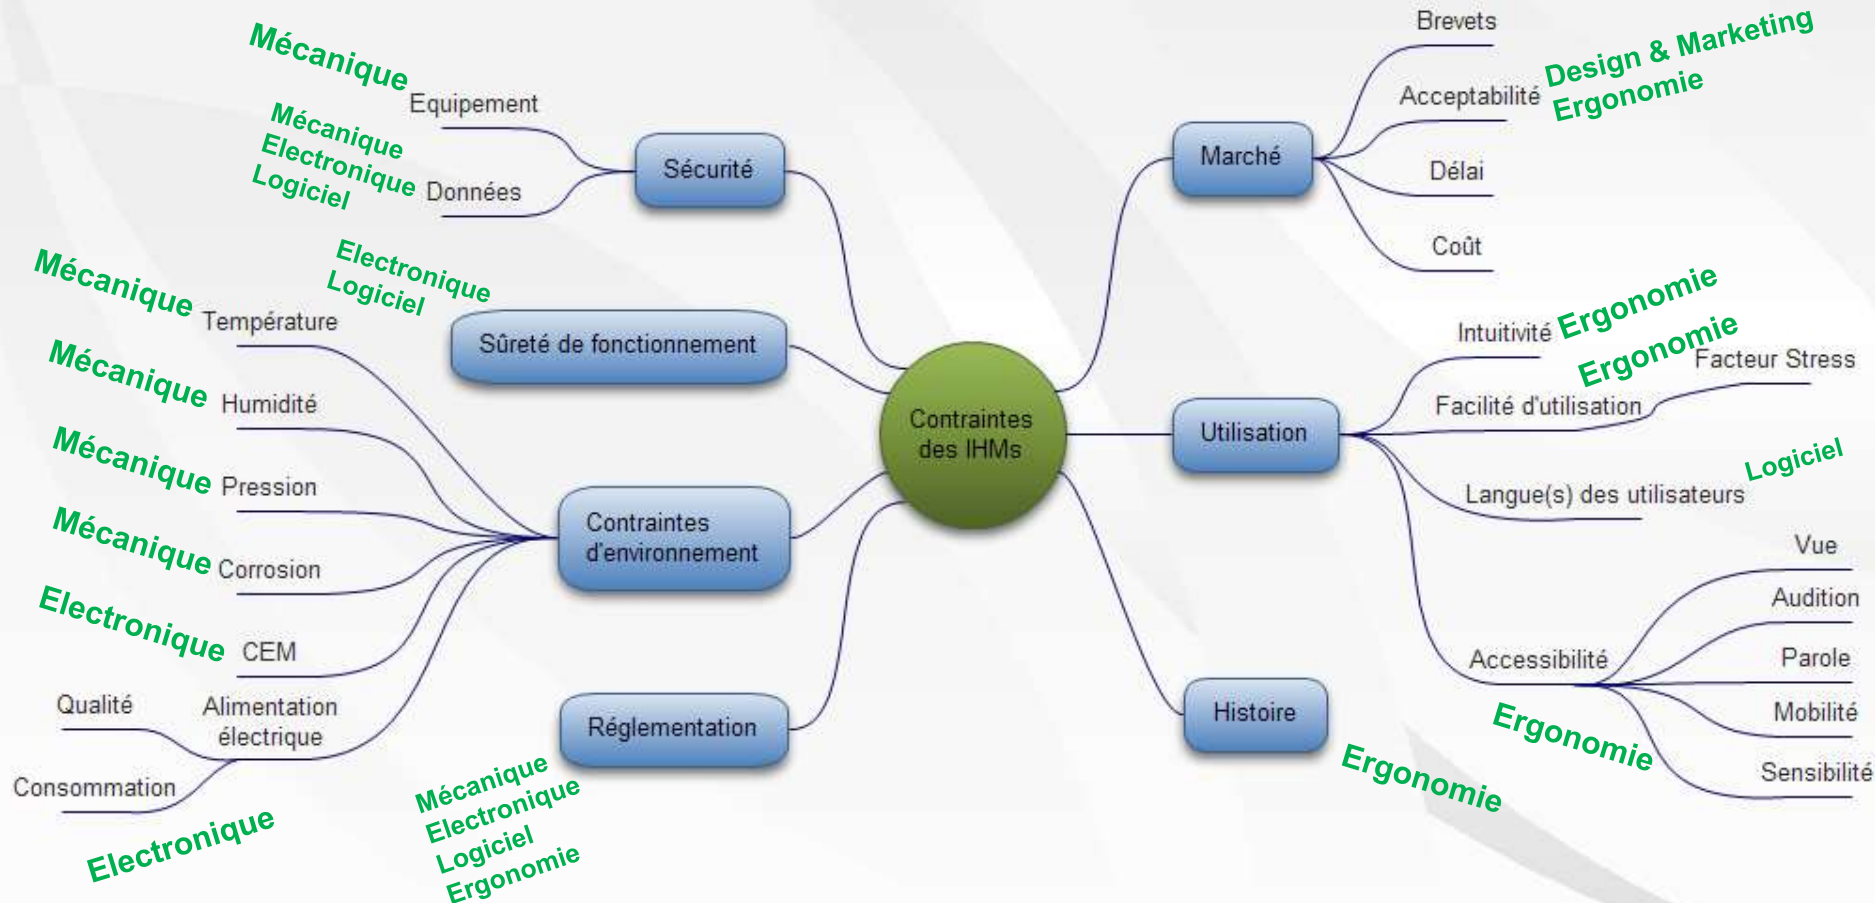 Contraintes
des IHMs
Sécurité
Mécanique
Equipement
Mécanique
Electronique
Logiciel
Données
Electronique
Logiciel
Sûreté de fonctionnement
Contraintes
d'environnement
Mécanique
Température
Mécanique
Humidité
Mécanique
Pression
Mécanique
Corrosion
Electronique
CEM
Alimentation
électrique
Qualité
Consommation
Electronique
Réglementation
Mécanique
Electronique
Logiciel
Ergonomie
Marché
Brevets
Acceptabilité
Design & Marketing
Ergonomie
Délai
Coût
Utilisation
Intuitivité
Ergonomie
Facilité d'utilisation
Ergonomie
Facteur Stress
Langue(s) des utilisateurs
Logiciel
Accessibilité
Ergonomie
Vue
Audition
Parole
Mobilité
Sensibilité
Histoire
Ergonomie